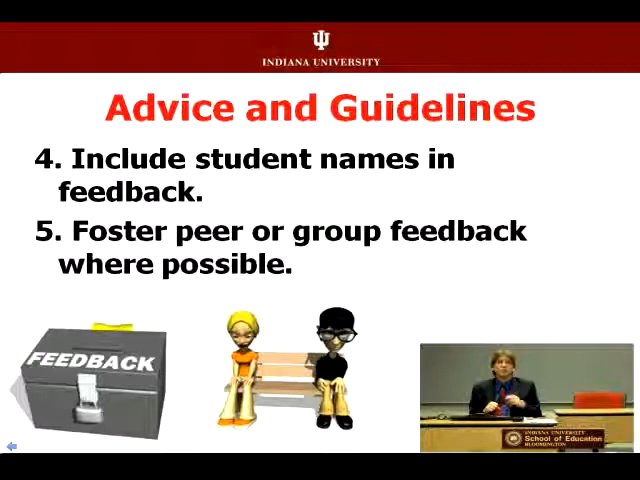 INDIANA UNIVERSITY
Advice and Guidelines
4. Include student names in
feedback.
5. Foster peer or group feedback
where possible.
FEEDBACK
INDIANA UNIVERSITY
School of Education
BLOOMINGTON